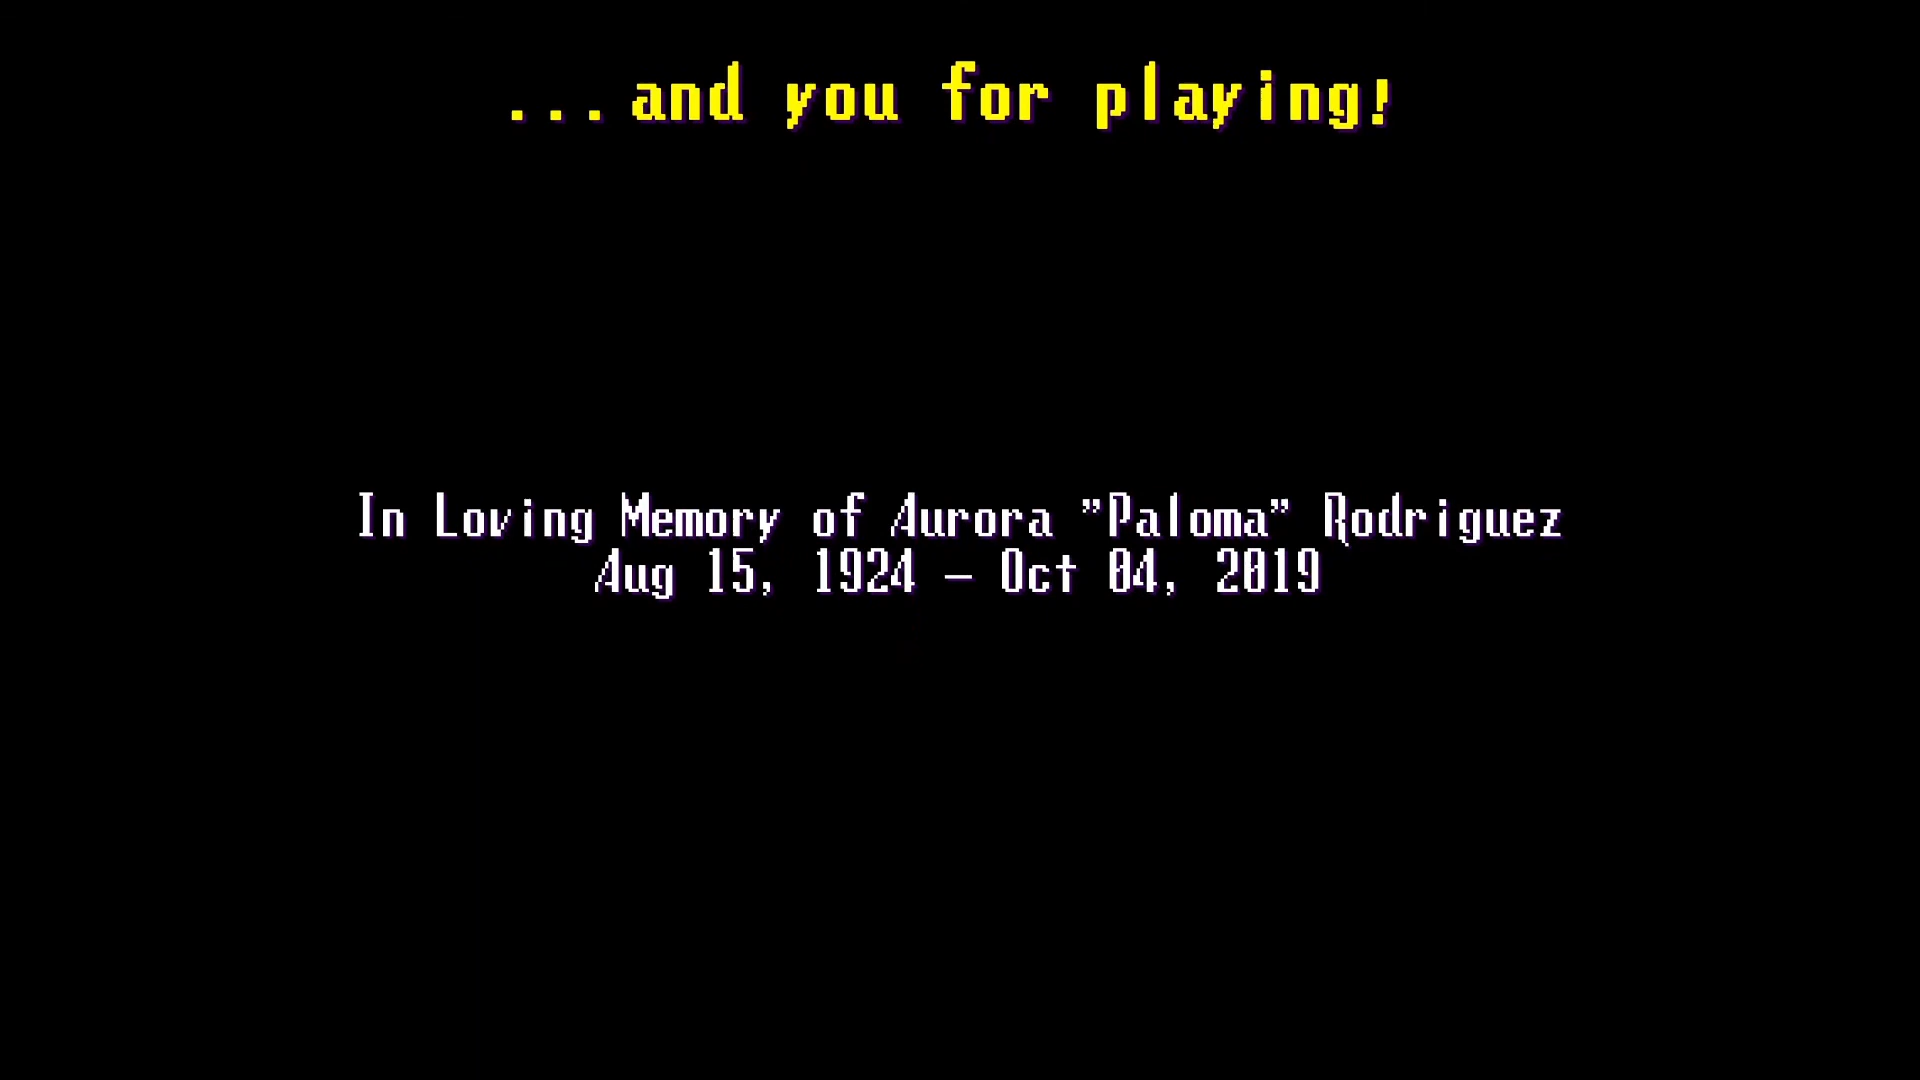 ...and you for playing!
In Loving Memory of Aurora "Paloma" Rodriguez
Aug 15, 1924 – Oct 04, 2019